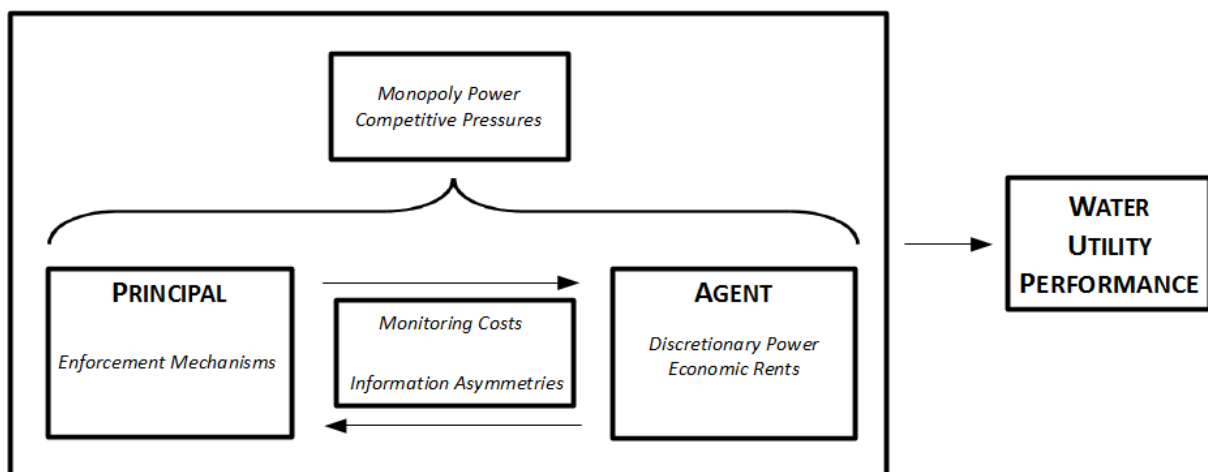 Monopoly Power
Competitive Pressures
PRINCIPAL
Enforcement Mechanisms
Monitoring Costs
Information Asymmetries
AGENT
Discretionary Power
Economic Rents
WATER
UTILITY
PERFORMANCE